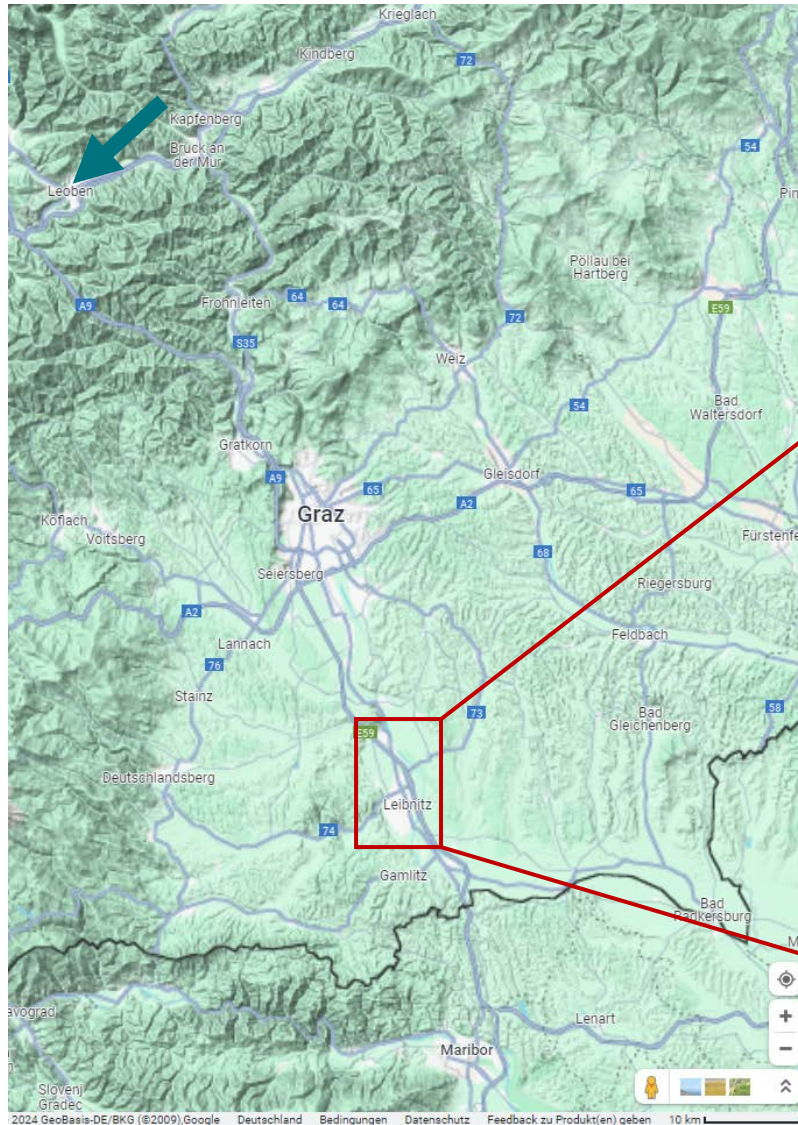 Krieglach
Kindberg
72
Kapfenberg
54
Bruck an
der Mur
Leoben
Pin
Pöllau bei
Hartberg
A9
Frohnleiten
64
64
E59
72
S35
Weiz
Bad
Waltersdorf
54
Gratkorn
A9
65
Gleisdorf
65
A2
Graz
Köflach
Voitsberg
Fürstenfe
68
Seiersberg
Riegersburg
A2
Lannach
Feldbach
76
Stainz
73
Bad
Gleichenberg
58
E59
Deutschlandsberg
Leibnitz
74
Gamlitz
Bad
Radkersburg
M
avograd
Lenart
Maribor
Slovenj
Gradec
2024 GeoBasis-DE/BKG (©2009),Google Deutschland Bedingungen Datenschutz Feedback zu Produkt(en) geben 10 km